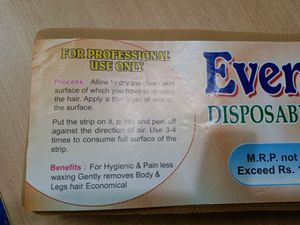 FOR PROFESSIONAL
USE ONLY
Process : Allow to dry the clean skin
surface of which you have to remove
the hair. Apply a thin layer of wax on
the surface.
Put the strip on it, press and peel off
against the direction of air. Use 3-4
times to consume full surface of the
strip.
Benefits : For Hygienic & Pain less
waxing Gently removes Body &
Legs hair Economical
Even
DISPOSAB
M.R.P. not
Exceed Rs. 1